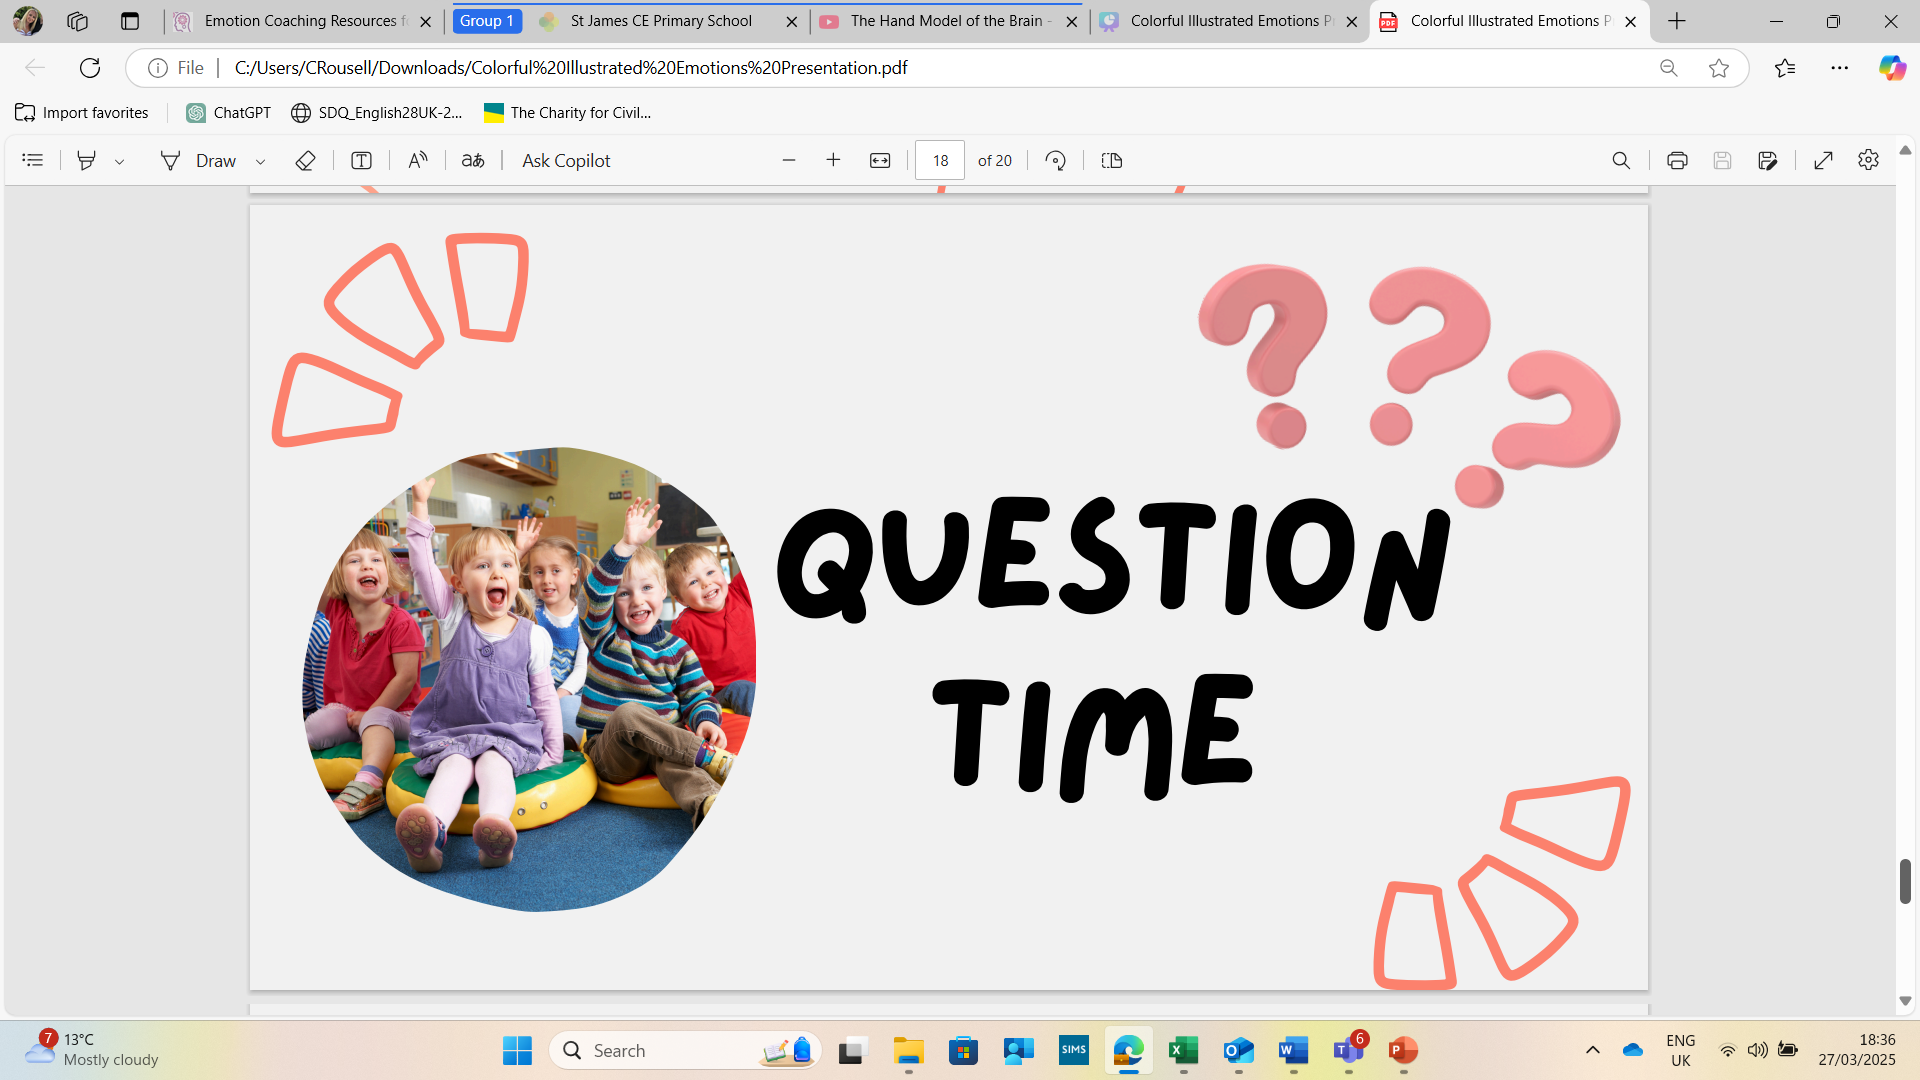 Emotion Coaching Resources f
Group 1
St James CE Primary School
The Hand Model of the Brain -
Colorful Illustrated Emotions P
Colorful Illustrated Emotions P
File
C:/Users/CRousell/Downloads/Colorful%20Illustrated%20Emotions%20Presentation.pdf
Import favorites
ChatGPT
SDQ_English28UK-2...
The Charity for Civil...
Draw
Ask Copilot
18
of 20
???
QUESTION
TIME
7
13°C
Mostly cloudy
Search
SIMS
6
ENG
UK
18:36
27/03/2025